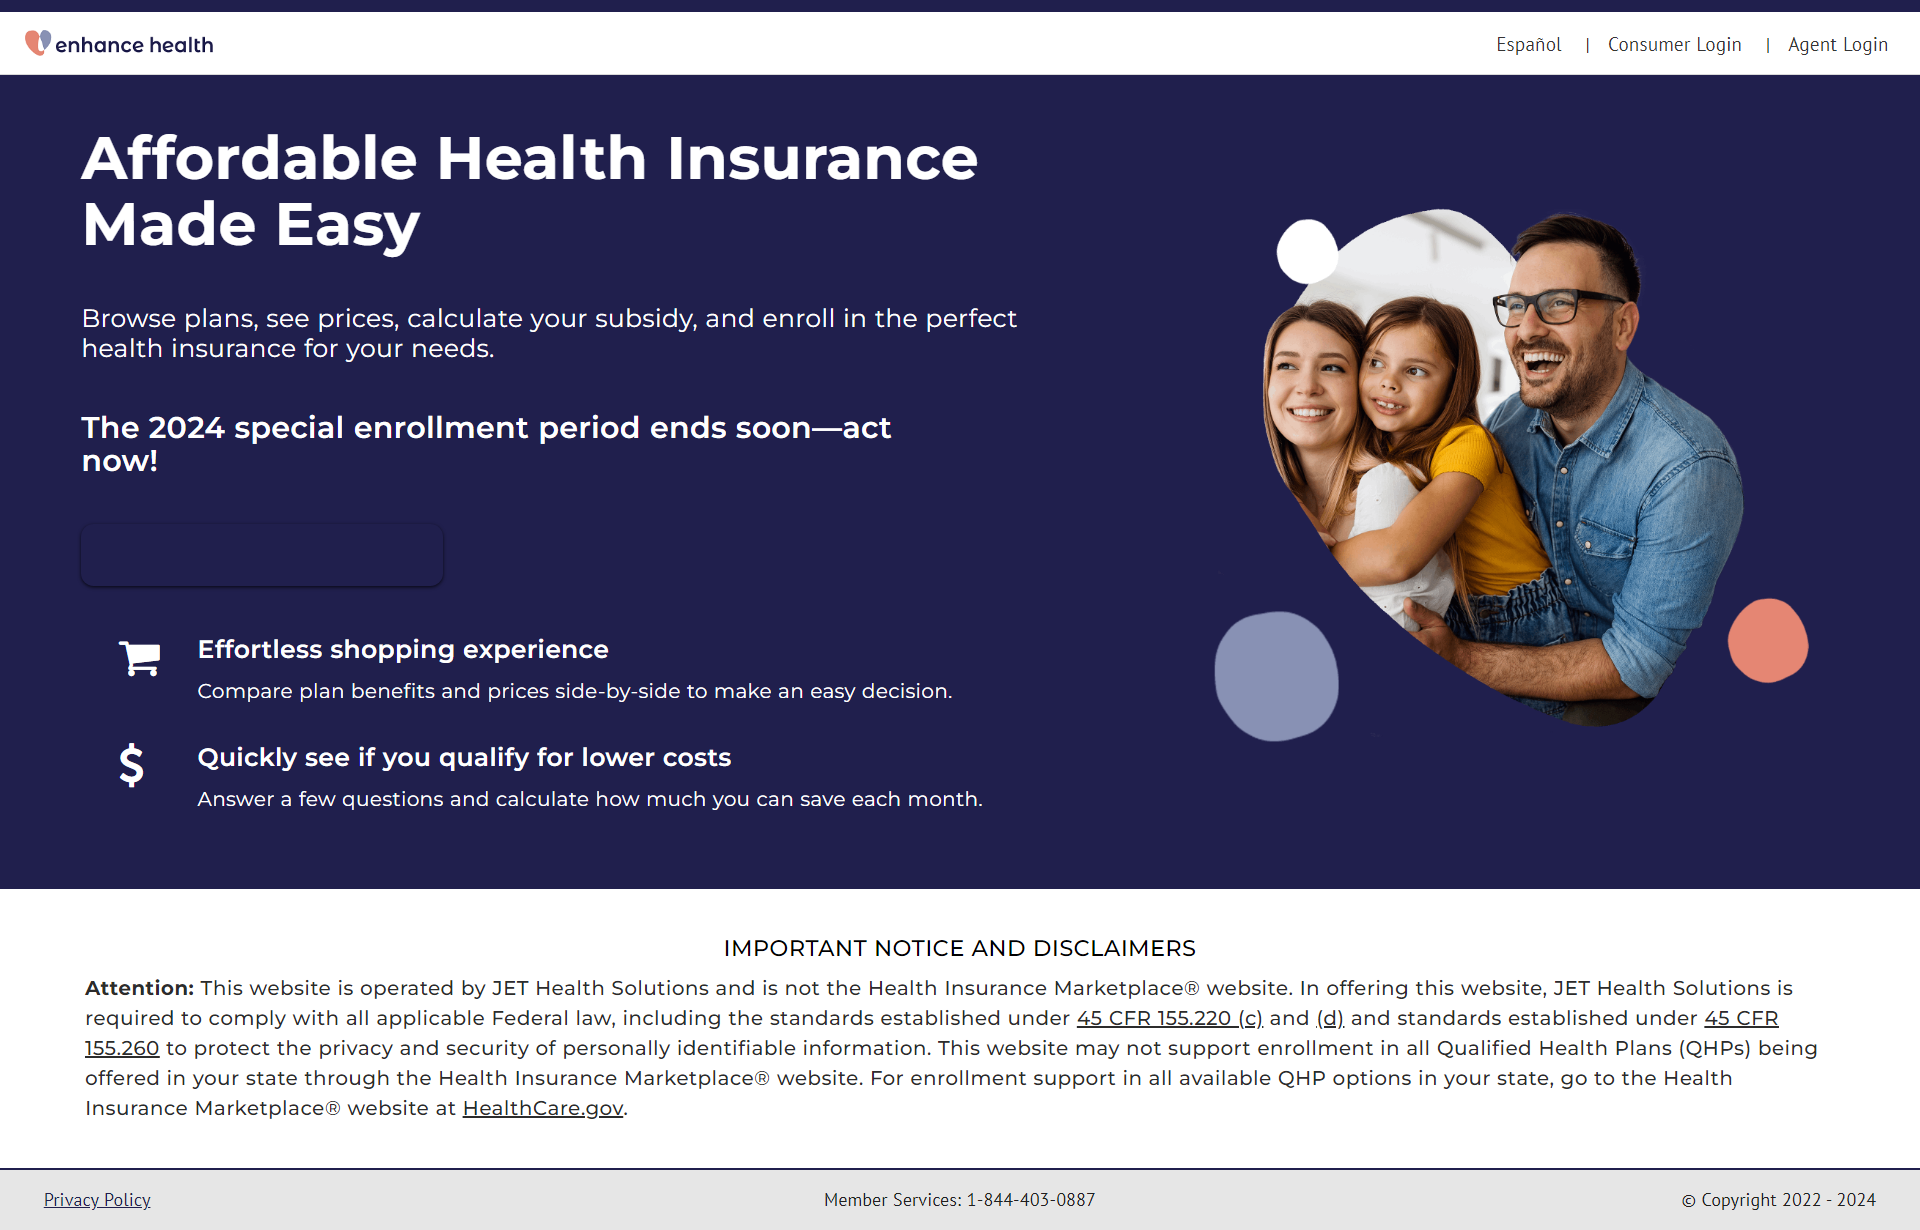 enhance health
Español | Consumer Login | Agent Login
Affordable Health Insurance
Made Easy
Browse plans, see prices, calculate your subsidy, and enroll in the perfect
health insurance for your needs.
The 2024 special enrollment period ends soon—act
now!
Effortless shopping experience
Compare plan benefits and prices side-by-side to make an easy decision.
Quickly see if you qualify for lower costs
Answer a few questions and calculate how much you can save each month.
IMPORTANT NOTICE AND DISCLAIMERS
Attention: This website is operated by JET Health Solutions and is not the Health Insurance Marketplace® website. In offering this website, JET Health Solutions is
required to comply with all applicable Federal law, including the standards established under 45 CFR 155.220 (c) and (d) and standards established under 45 CFR
155.260 to protect the privacy and security of personally identifiable information. This website may not support enrollment in all Qualified Health Plans (QHPs) being
offered in your state through the Health Insurance Marketplace® website. For enrollment support in all available QHP options in your state, go to the Health
Insurance Marketplace® website at HealthCare.gov.
Privacy Policy
Member Services: 1-844-403-0887
© Copyright 2022 - 2024